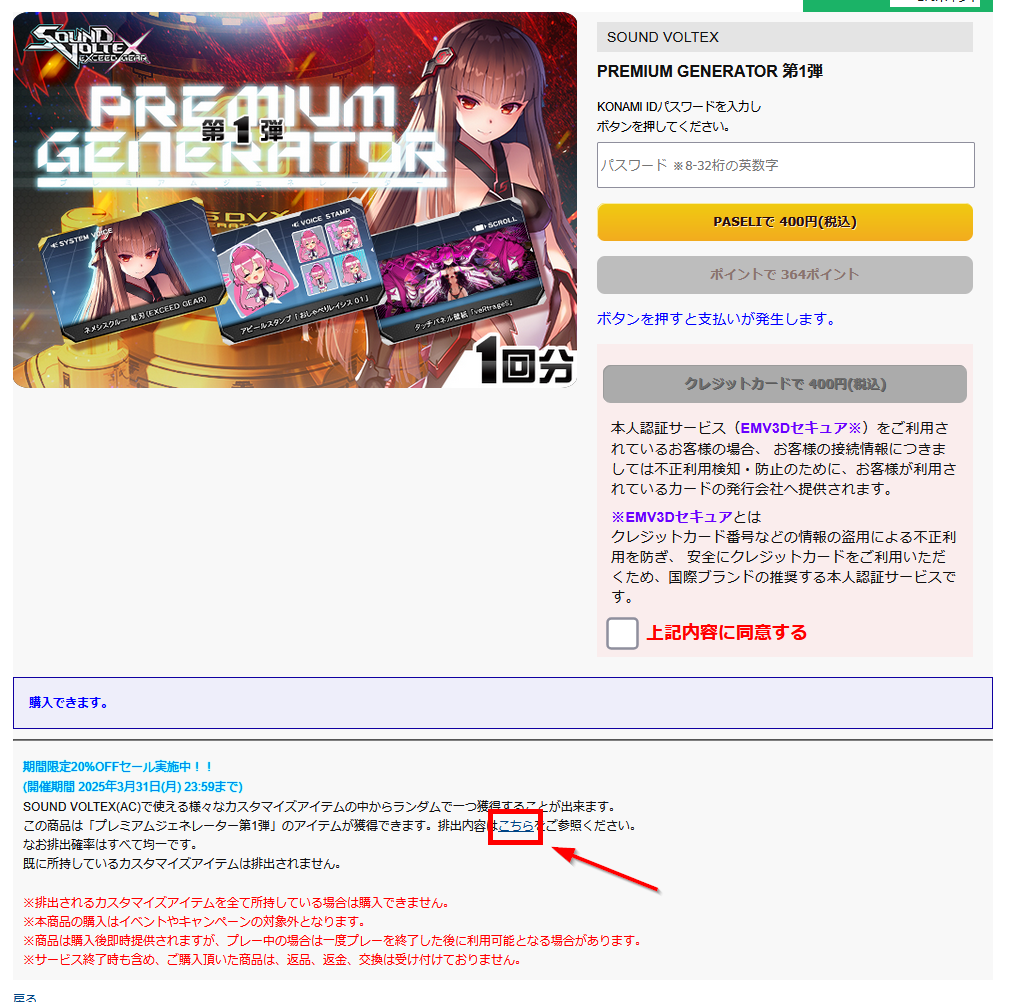 SOUND VOLTEX
EXCEED GEAR
PREMIUM
第1弾
GENERATOR
プレミアムジェネレーター
SDVX
SYSTEM VOICE
ネメシスクルー 紅刃(EXCEED GEAR)
VOICE STAMP
アピールスタンプ「おしゃべりレイシス 01」
SCROLL
タッチパネル壁紙「veRtrageS」
1回分
SOUND VOLTEX
PREMIUM GENERATOR 第1弾
KONAMI IDパスワードを入力し
ボタンを押してください。
パスワード ※8-32桁の英数字
PASELIで 400円(税込)
ポイントで 364ポイント
ボタンを押すと支払いが発生します。
クレジットカードで 400円(税込)
本人認証サービス（EMV3Dセキュア※）をご利用さ
れているお客様の場合、 お客様の接続情報につきま
しては不正利用検知・防止のために、お客様が利用さ
れているカードの発行会社へ提供されます。
※EMV3Dセキュアとは
クレジットカード番号などの情報の盗用による不正利
用を防ぎ、 安全にクレジットカードをご利用いただ
くため、国際ブランドの推奨する本人認証サービスで
す。
上記内容に同意する
購入できます。
期間限定20%OFFセール実施中！！
(開催期間 2025年3月31日(月) 23:59まで)
SOUND VOLTEX(AC)で使える様々なカスタマイズアイテムの中からランダムで一つ獲得することが出来ます。
この商品は「プレミアムジェネレーター第1弾」のアイテムが獲得できます。排出内容はこちらをご参照ください。
なお排出確率はすべて均一です。
既に所持しているカスタマイズアイテムは排出されません。
※排出されるカスタマイズアイテムを全て所持している場合は購入できません。
※本商品の購入はイベントやキャンペーンの対象外となります。
※商品は購入後即時提供されますが、プレー中の場合は一度プレーを終了した後に利用可能となる場合があります。
※サービス終了時も含め、ご購入頂いた商品は、返品、返金、交換は受け付けておりません。
戻る